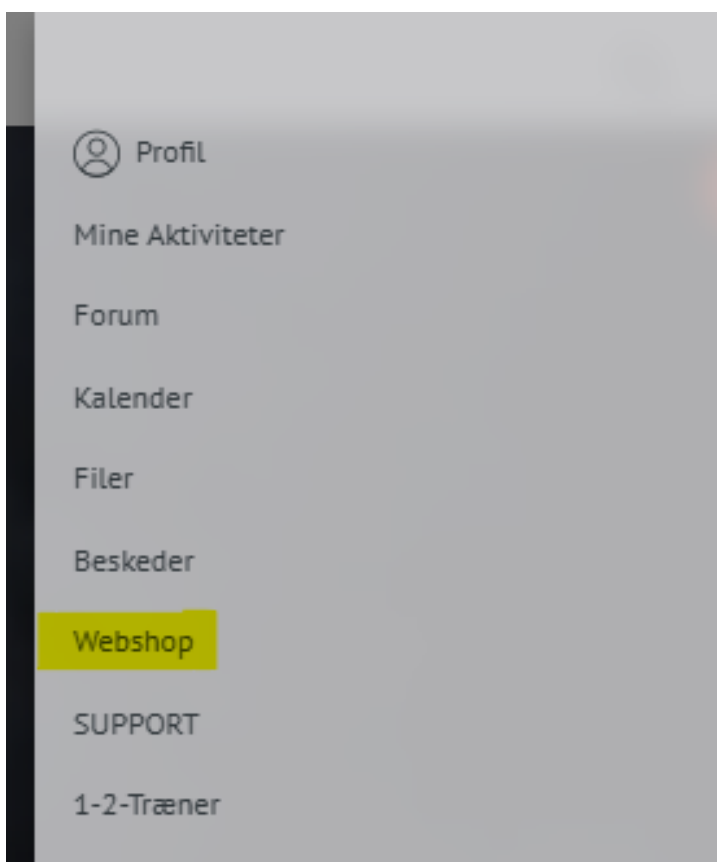 Profil
Mine Aktiviteter
Forum
Kalender
Filer
Beskeder
Webshop
SUPPORT
1-2-Træner